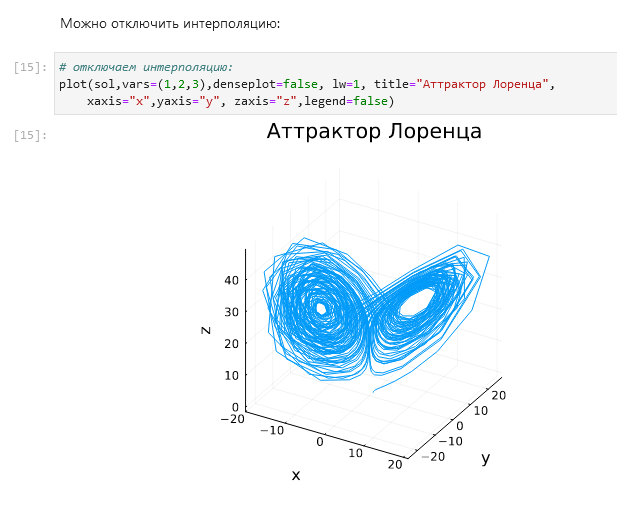 Можно отключить интерполяцию:
[15]: # отключаем интерполяцию:
plot(sol,vars=(1,2,3),denseplot=false, lw=1, title="Аттрактор Лоренца",
xaxis="x",yaxis="y", zaxis="z",legend=false)
[15]:
Аттрактор Лоренца
40
30
20
10
0
z
−20
−10
0
10
20
x
−20
−10
0
10
20
y